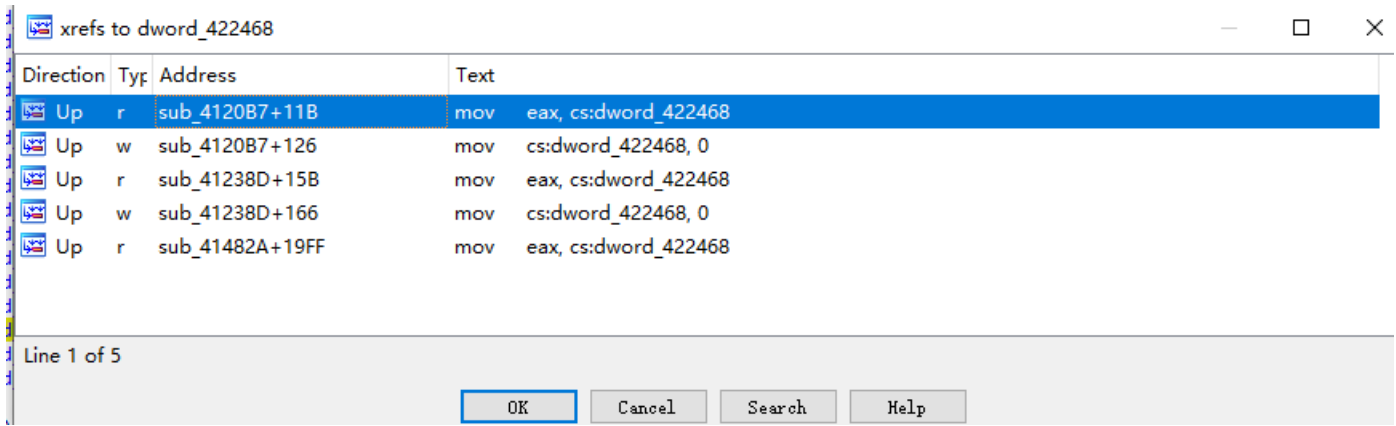 xrefs to dword_422468
Direction Typ Address Text
Up r sub_4120B7+11B mov eax, cs:dword_422468
Up w sub_4120B7+126 mov cs:dword_422468, 0
Up r sub_41238D+15B mov eax, cs:dword_422468
Up w sub_41238D+166 mov cs:dword_422468, 0
Up r sub_41482A+19FF mov eax, cs:dword_422468
Line 1 of 5
OK Cancel Search Help